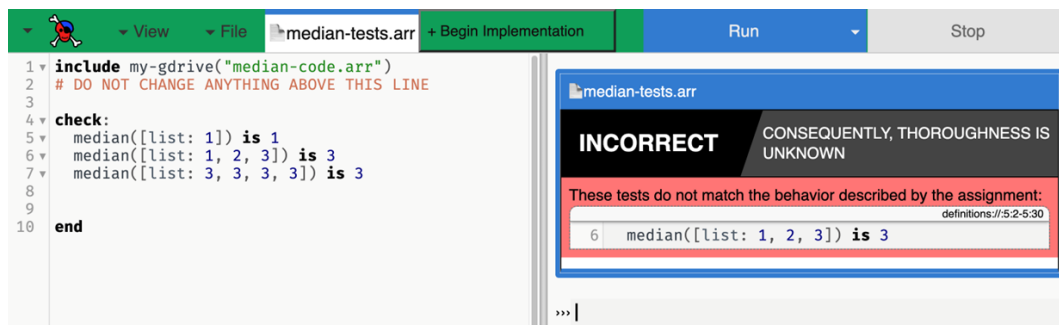 View File median-tests.arr + Begin Implementation Run Stop
1 include my-gdrive("median-code.arr")
2 # DO NOT CHANGE ANYTHING ABOVE THIS LINE
3
4 check:
5 median([list: 1]) is 1
6 median([list: 1, 2, 3]) is 3
7 median([list: 3, 3, 3, 3]) is 3
8
9
10 end
median-tests.arr
INCORRECT
CONSEQUENTLY, THOROUGHNESS IS
UNKNOWN
These tests do not match the behavior described by the assignment:
definitions://:5:2-5:30
6 median([list: 1, 2, 3]) is 3
›››